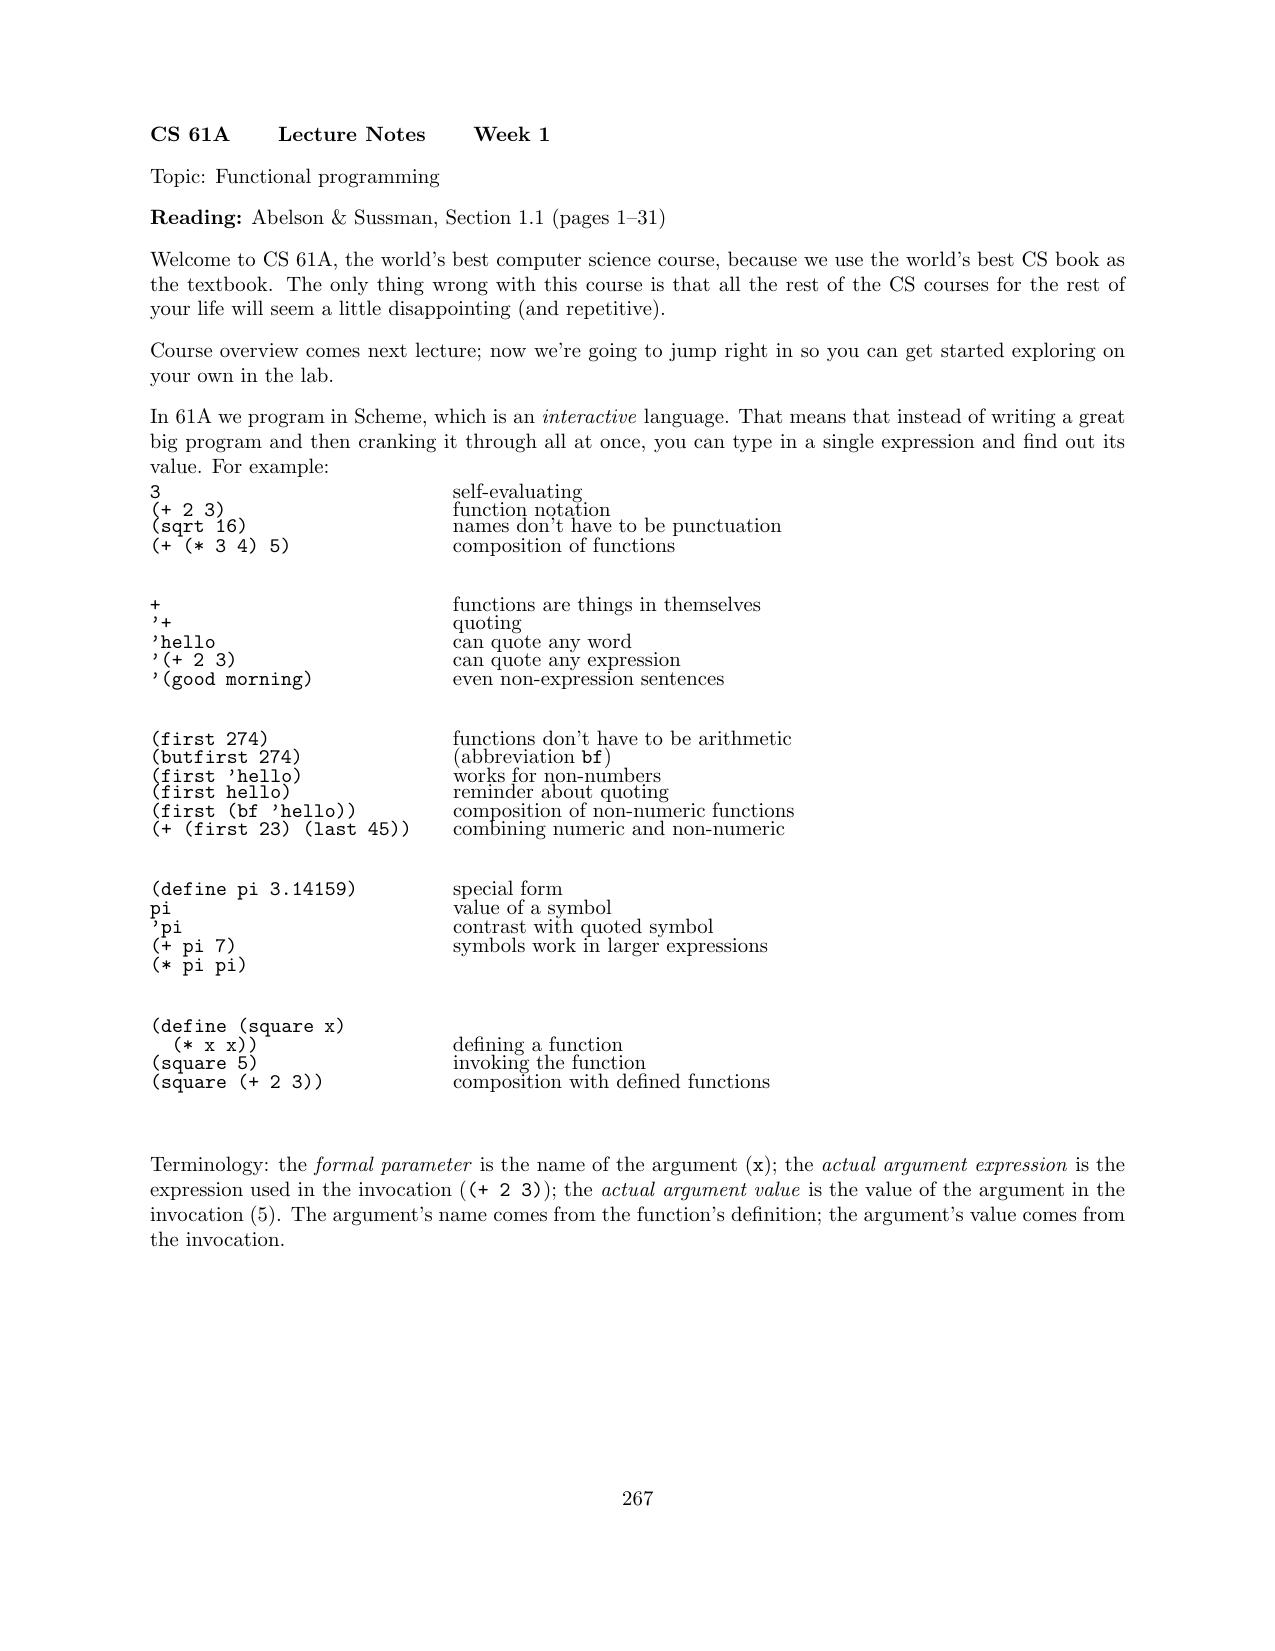 CS 61A Lecture Notes Week 1
Topic: Functional programming
Reading: Abelson & Sussman, Section 1.1 (pages 1–31)
Welcome to CS 61A, the world's best computer science course, because we use the world's best CS book as
the textbook. The only thing wrong with this course is that all the rest of the CS courses for the rest of
your life will seem a little disappointing (and repetitive).
Course overview comes next lecture; now we're going to jump right in so you can get started exploring on
your own in the lab.
In 61A we program in Scheme, which is an interactive language. That means that instead of writing a great
big program and then cranking it through all at once, you can type in a single expression and find out its
value. For example:
3 self-evaluating
(+ 2 3) function notation
(sqrt 16) names don't have to be punctuation
(+ (* 3 4) 5) composition of functions
+ functions are things in themselves
'+ quoting
'hello can quote any word
'(+ 2 3) can quote any expression
'(good morning) even non-expression sentences
(first 274) functions don't have to be arithmetic
(butfirst 274) (abbreviation bf)
(first 'hello) works for non-numbers
(first hello) reminder about quoting
(first (bf 'hello)) composition of non-numeric functions
(+ (first 23) (last 45)) combining numeric and non-numeric
(define pi 3.14159) special form
pi value of a symbol
'pi contrast with quoted symbol
(+ pi 7) symbols work in larger expressions
(* pi pi)
(define (square x)
(* x x)) defining a function
(square 5) invoking the function
(square (+ 2 3)) composition with defined functions
Terminology: the formal parameter is the name of the argument (x); the actual argument expression is the
expression used in the invocation ((+ 2 3)); the actual argument value is the value of the argument in the
invocation (5). The argument's name comes from the function's definition; the argument's value comes from
the invocation.
267